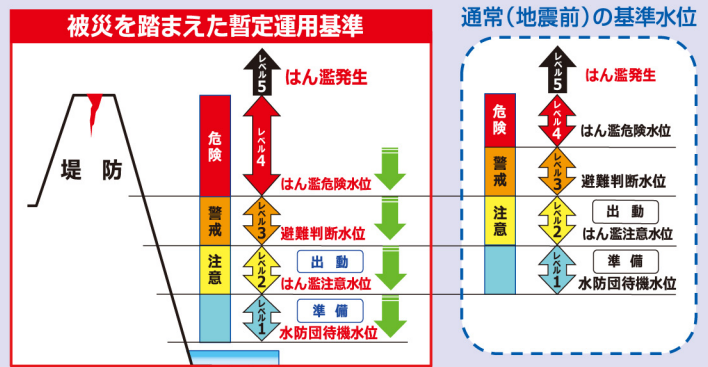 被災を踏まえた暫定運用基準
堤防
レベル5
はん濫発生
危険
レベル4
はん濫危険水位
警戒
レベル3
避難判断水位
注意
レベル2
出動
はん濫注意水位
レベル1
準備
水防団待機水位
通常(地震前)の基準水位
レベル5
はん濫発生
危険
レベル4
はん濫危険水位
警戒
レベル3
避難判断水位
注意
レベル2
出動
はん濫注意水位
レベル1
準備
水防団待機水位